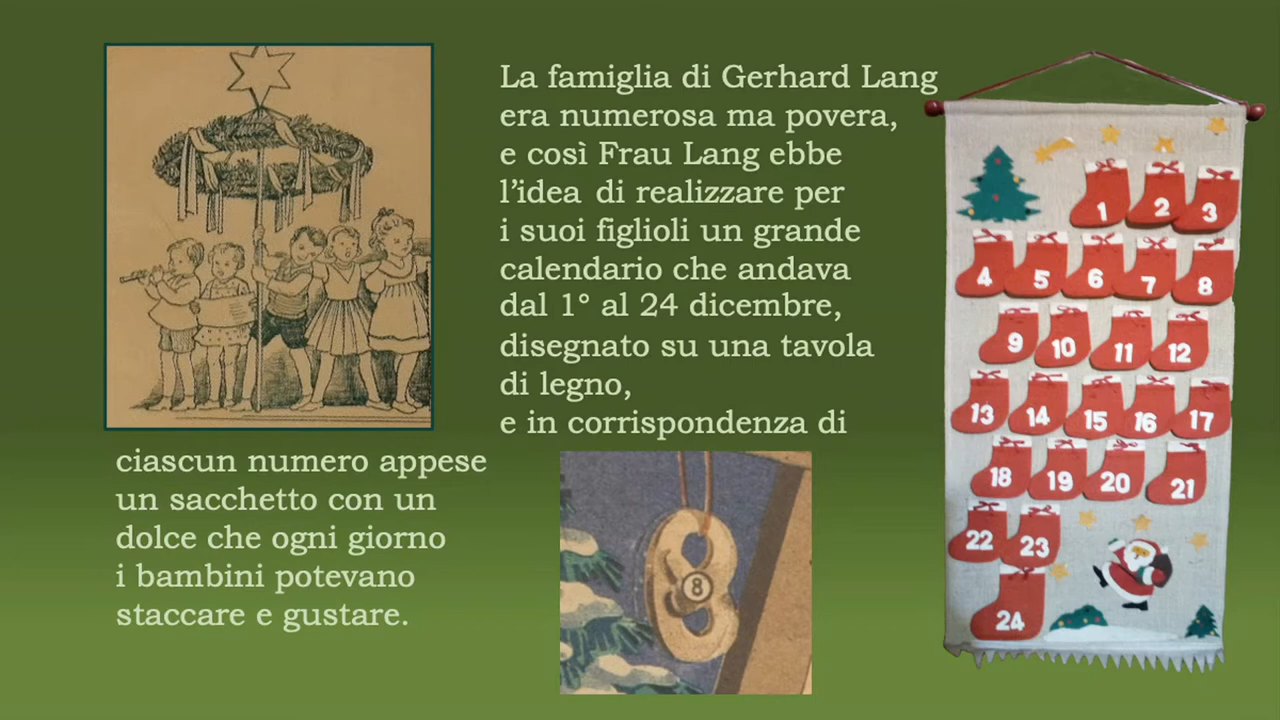 La famiglia di Gerhard Lang
era numerosa ma povera,
e così Frau Lang ebbe
l’idea di realizzare per
i suoi figlioli un grande
calendario che andava
dal 1° al 24 dicembre,
disegnato su una tavola
di legno,
e in corrispondenza di
ciascun numero appese
un sacchetto con un
dolce che ogni giorno
i bambini potevano
staccare e gustare.
8
1 2 3
4 5 6 7 8
9 10 11 12
13 14 15 16 17
18 19 20 21
22 23
24